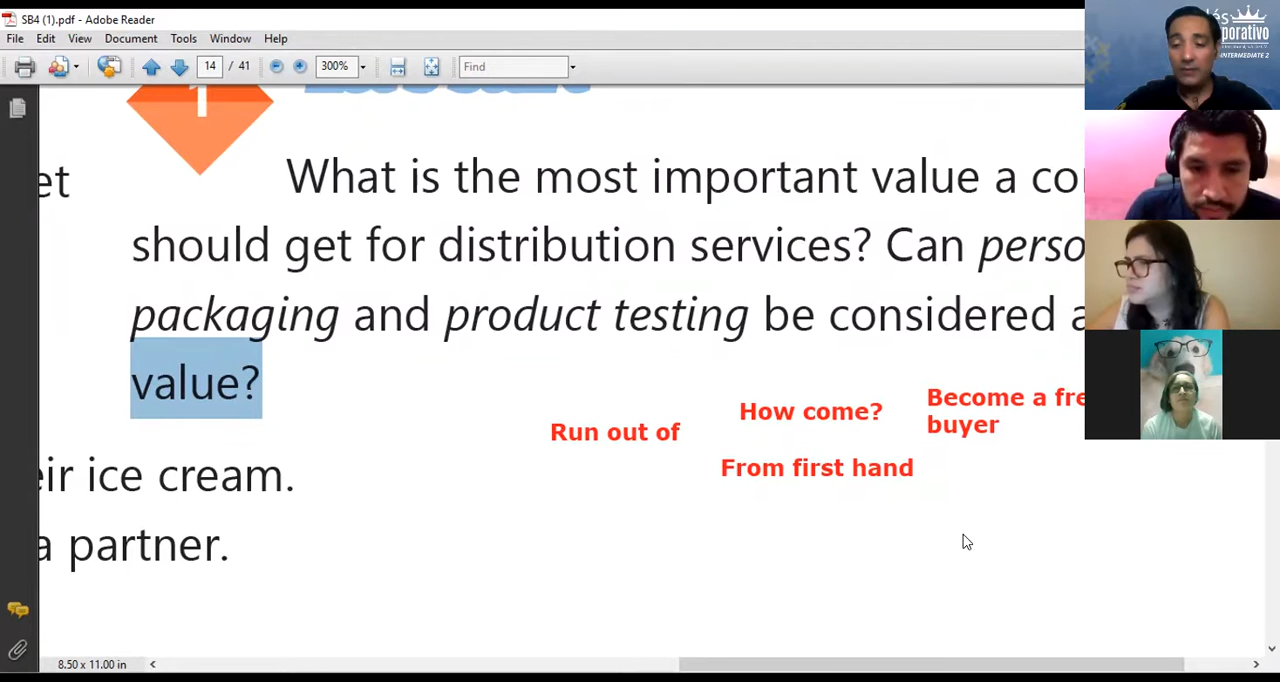 SB4 (1).pdf - Adobe Reader
File Edit View Document Tools Window Help
14 / 41 300% Find
1
What is the most important value a co
et
should get for distribution services? Can perso
packaging and product testing be considered a
value?
Run out of
How come?
Become a fre
buyer
From first hand
eir ice cream.
a partner.
8.50 x 11.00 in
és
porativo
INTERMEDIATE 2